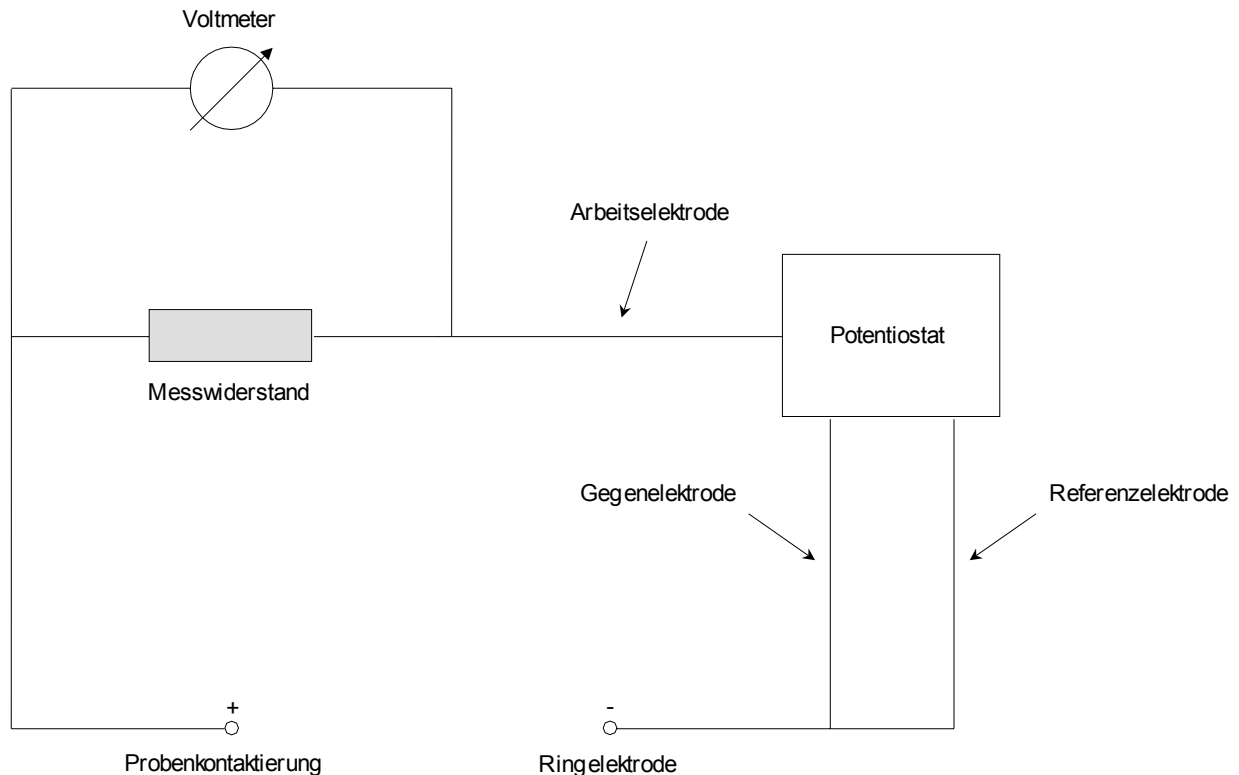 Voltmeter
Arbeitselektrode
Potentiostat
Messwiderstand
Gegenelektrode
Referenzelektrode
+
-
Probenkontaktierung
Ringelektrode